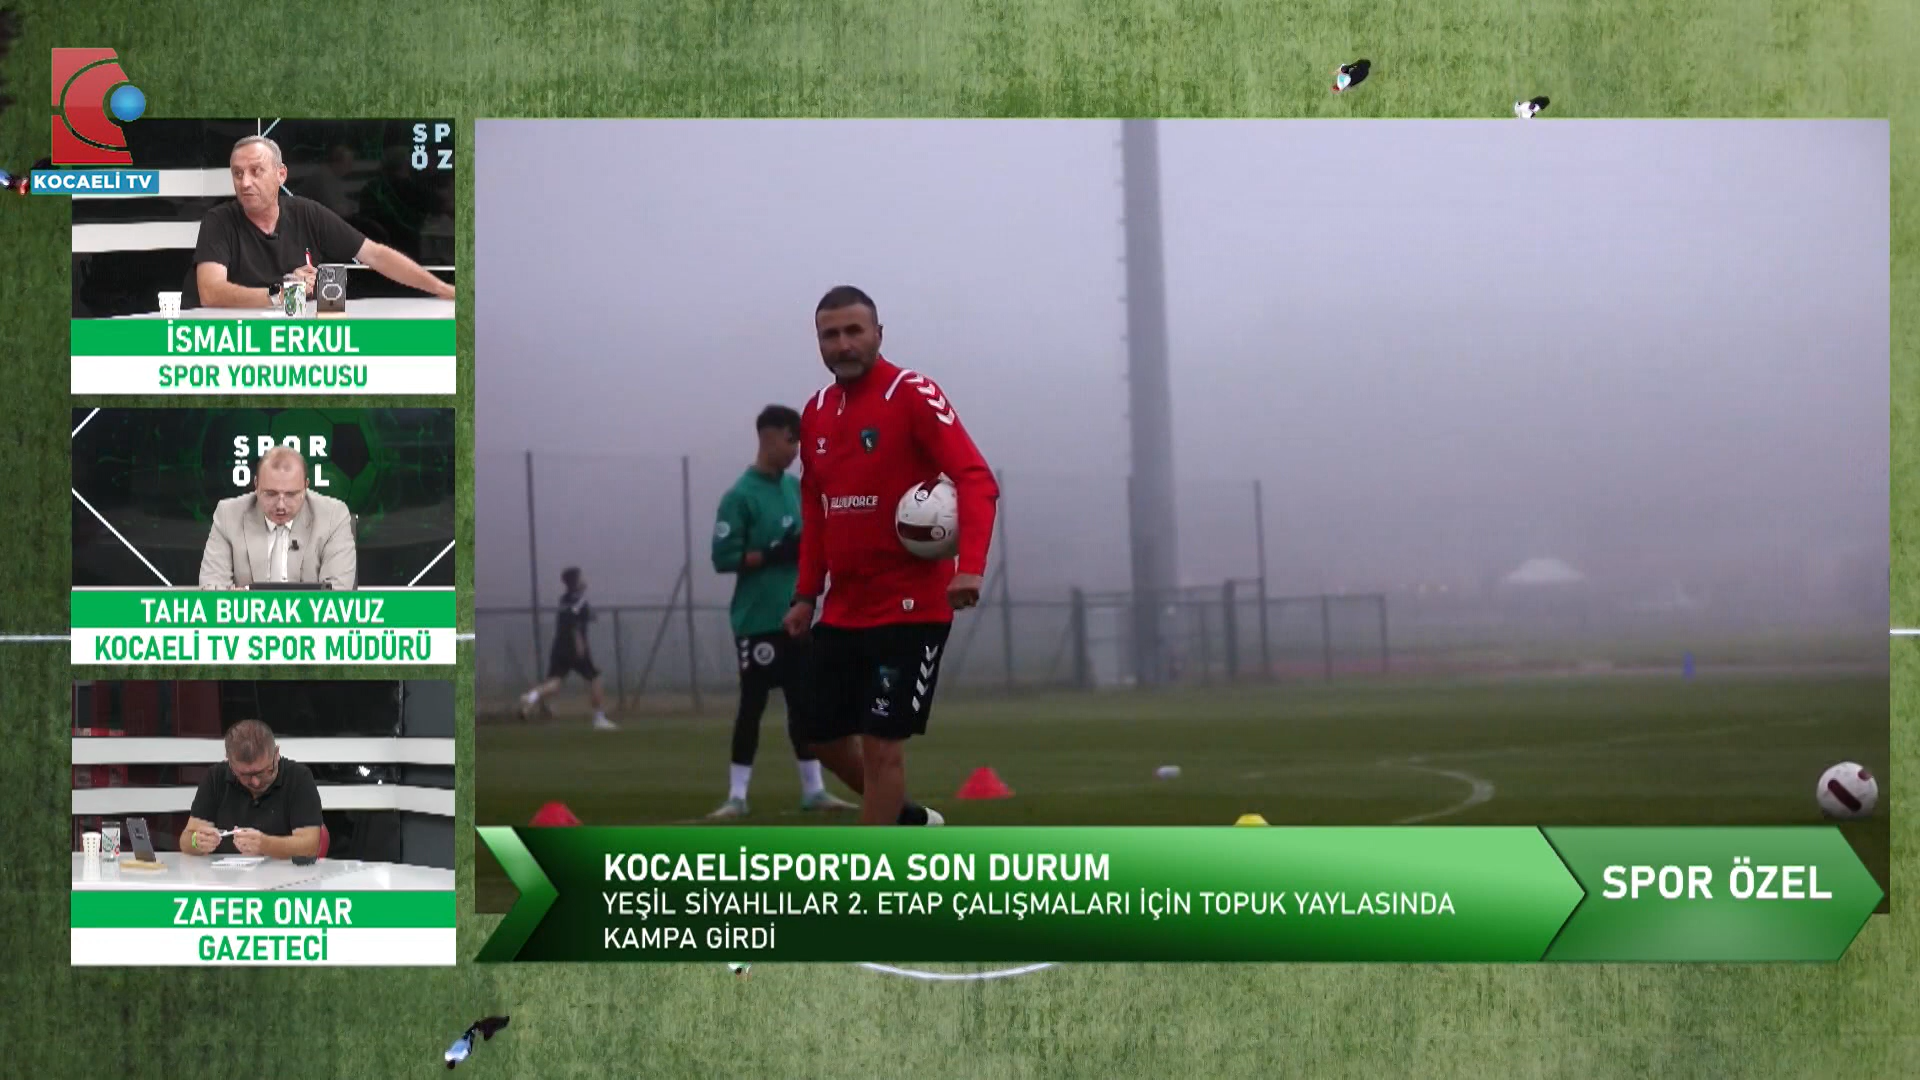 KOCAELİ TV
SP
ÖZ
İSMAİL ERKUL
SPOR YORUMCUSU
SPOR
TAHA BURAK YAVUZ
KOCAELİ TV SPOR MÜDÜRÜ
ZAFER ONAR
GAZETECİ
KOCAELİSPOR'DA SON DURUM
YEŞİL SİYAHLILAR 2. ETAP ÇALIŞMALARI İÇİN TOPUK YAYLASINDA
KAMPA GİRDİ
SPOR ÖZEL